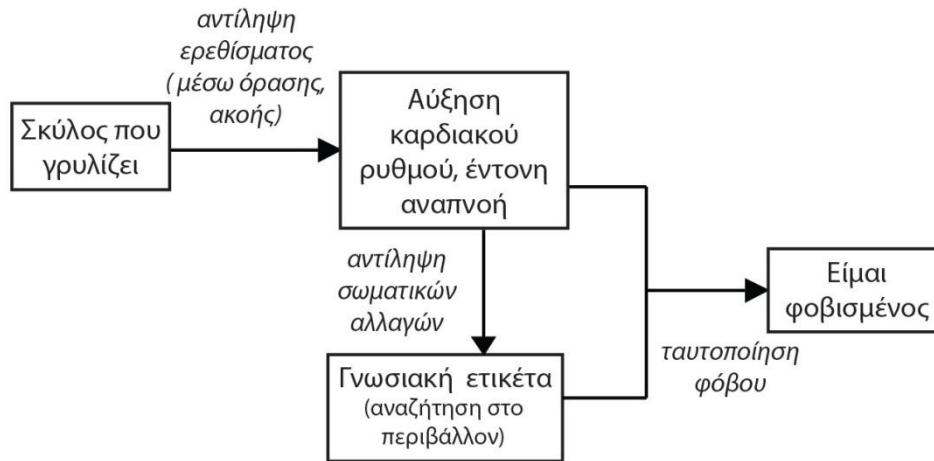 Σκύλος που
γρυλίζει
αντίληψη
ερεθίσματος
( μέσω όρασης,
ακοής)
Αύξηση
καρδιακού
ρυθμού, έντονη
αναπνοή
αντίληψη
σωματικών
αλλαγών
Γνωσιακή ετικέτα
(αναζήτηση στο
περιβάλλον)
ταυτοποίηση
φόβου
Είμαι
φοβισμένος